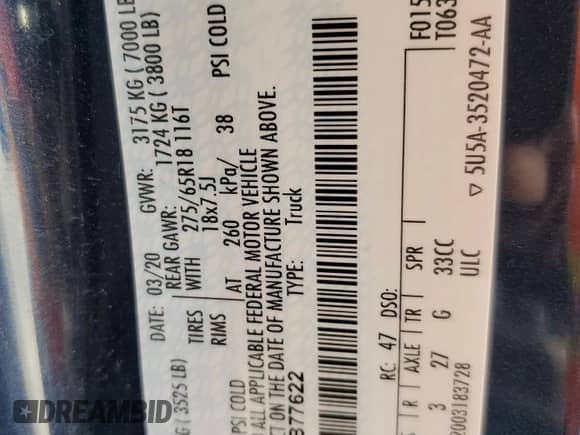 DATE: 03/20 GVWR: 3175 KG ( 7000 LB
G ( 3525 LB) REAR GAWR: 1724 KG ( 3800 LB)
TIRES WITH 275/65R18 116T
RIMS 18x7.5J
PSI COLD AT 260 kPa/ 38 PSI COLD
ALL APPLICABLE FEDERAL MOTOR VEHICLE
CT ON THE DATE OF MANUFACTURE SHOWN ABOVE.
TYPE: Truck
B77622
F015
T063
RC: 47 DSO:
R AXLE TR SPR
3 27 G 33CC
2003183728 ULC
▽ 5U5A-3520472-AA
DREAMBID